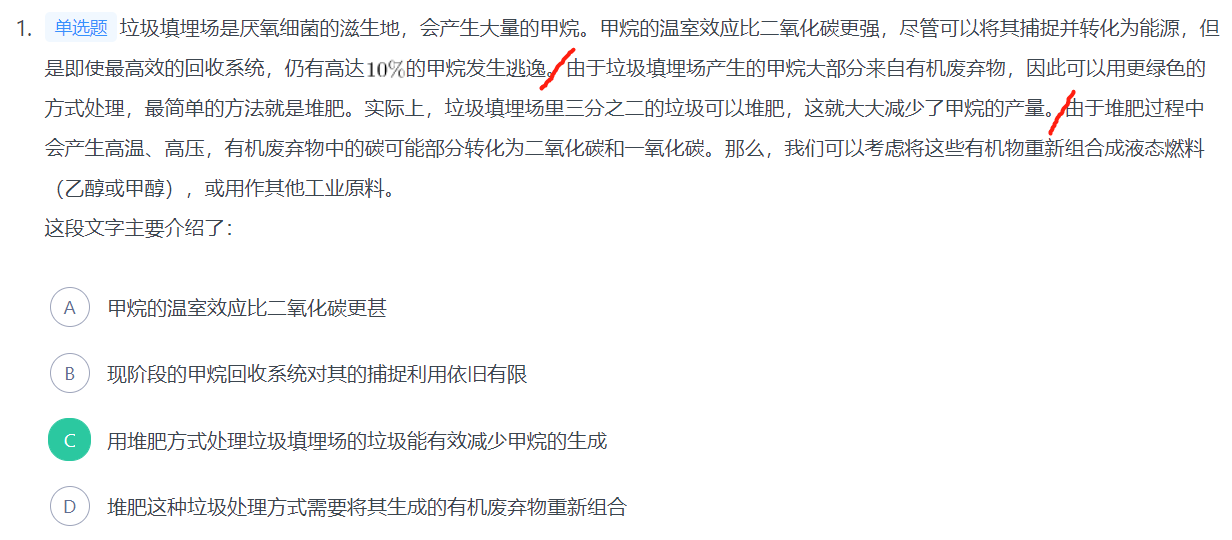 1. 单选题 垃圾填埋场是厌氧细菌的滋生地，会产生大量的甲烷。甲烷的温室效应比二氧化碳更强，尽管可以将其捕捉并转化为能源，但
是即使最高效的回收系统，仍有高达10%的甲烷发生逃逸。由于垃圾填埋场产生的甲烷大部分来自有机废弃物，因此可以用更绿色的
方式处理，最简单的方法就是堆肥。实际上，垃圾填埋场里三分之二的垃圾可以堆肥，这就大大减少了甲烷的产量。由于堆肥过程中
会产生高温、高压，有机废弃物中的碳可能部分转化为二氧化碳和一氧化碳。那么，我们可以考虑将这些有机物重新组合成液态燃料
（乙醇或甲醇），或用作其他工业原料。
这段文字主要介绍了：
A 甲烷的温室效应比二氧化碳更甚
B 现阶段的甲烷回收系统对其的捕捉利用依旧有限
C 用堆肥方式处理垃圾填埋场的垃圾能有效减少甲烷的生成
D 堆肥这种垃圾处理方式需要将其生成的有机废弃物重新组合